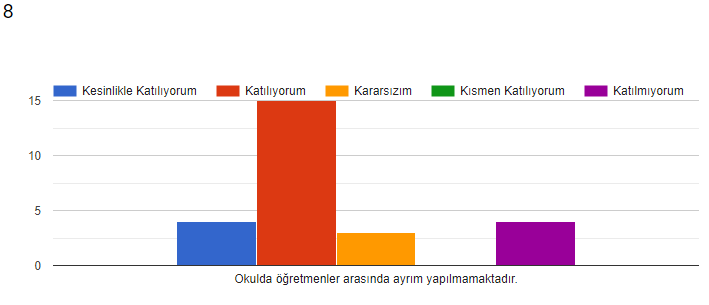 8
Kesinlikle Katılıyorum Katılıyorum Kararsızım Kısmen Katılıyorum Katılmıyorum
15
10
5
0
Okulda öğretmenler arasında ayrım yapılmamaktadır.